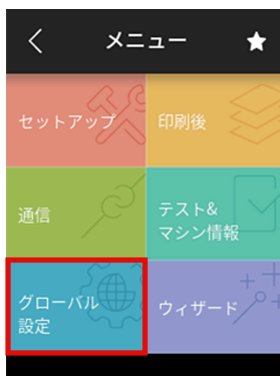 メニュー
セットアップ
印刷後
通信
テスト&
マシン情報
グローバル
設定
ウィザード